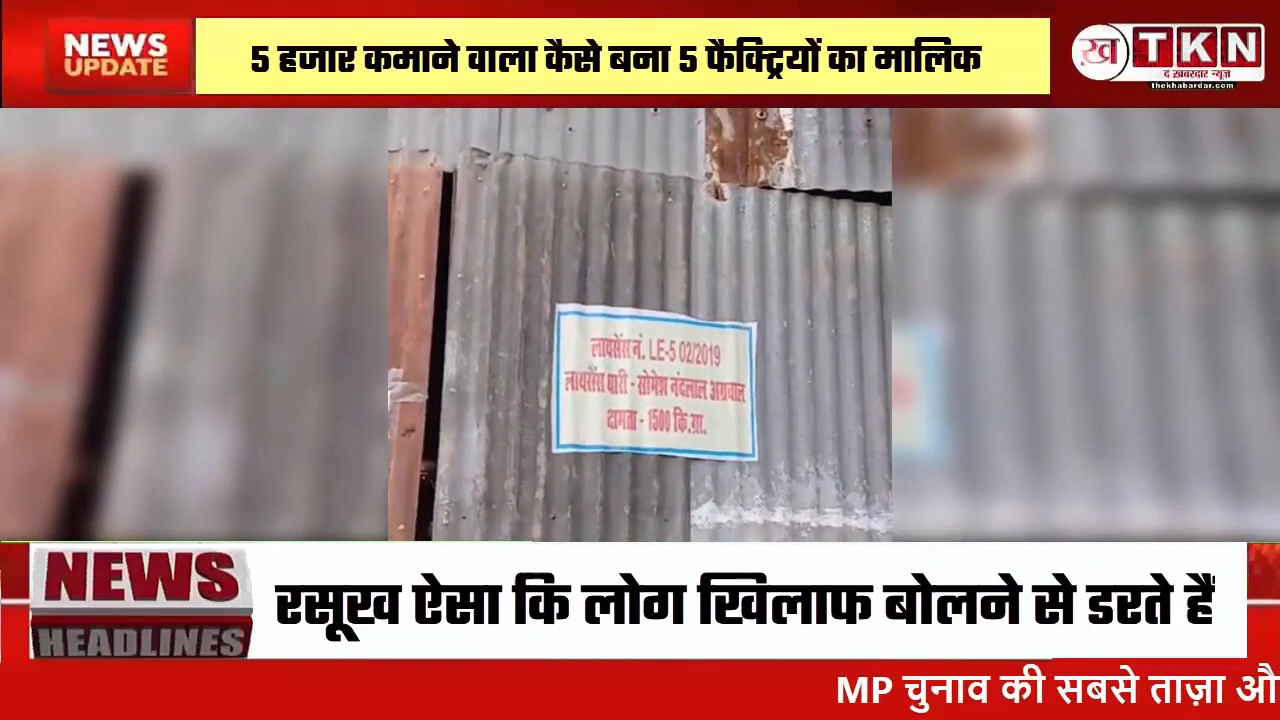 NEWS
UPDATE
5 हजार कमाने वाला कैसे बना 5 फैक्ट्रियों का मालिक
ख़ TKN
द ख़बरदार न्यूज़
thekhabardar.com
लायसेंस नं. LE-5 02/2019
लायसेंस धारी - सोमेश नंदलाल अग्रवाल
क्षमता - 1500 कि.ग्रा.
NEWS
HEADLINES
रसूख ऐसा कि लोग खिलाफ बोलने से डरते हैं
MP चुनाव की सबसे ताज़ा औ